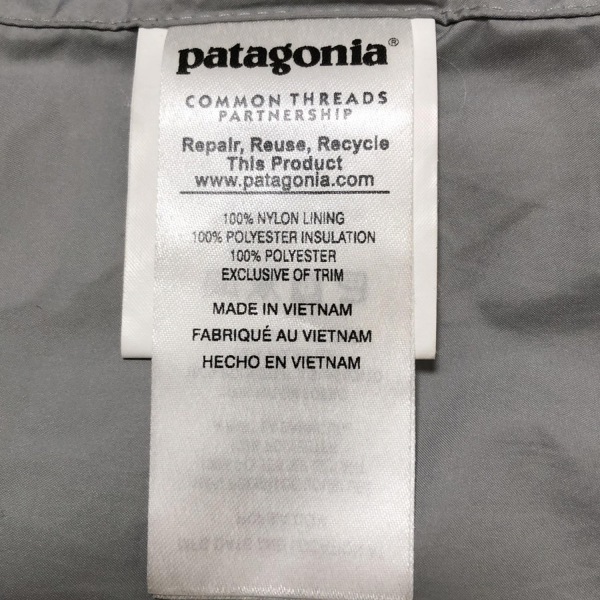 patagonia®
COMMON THREADS
PARTNERSHIP
Repair, Reuse, Recycle
This Product
www.patagonia.com
100% NYLON LINING
100% POLYESTER INSULATION
100% POLYESTER
EXCLUSIVE OF TRIM
MADE IN VIETNAM
FABRIQUÉ AU VIETNAM
HECHO EN VIETNAM